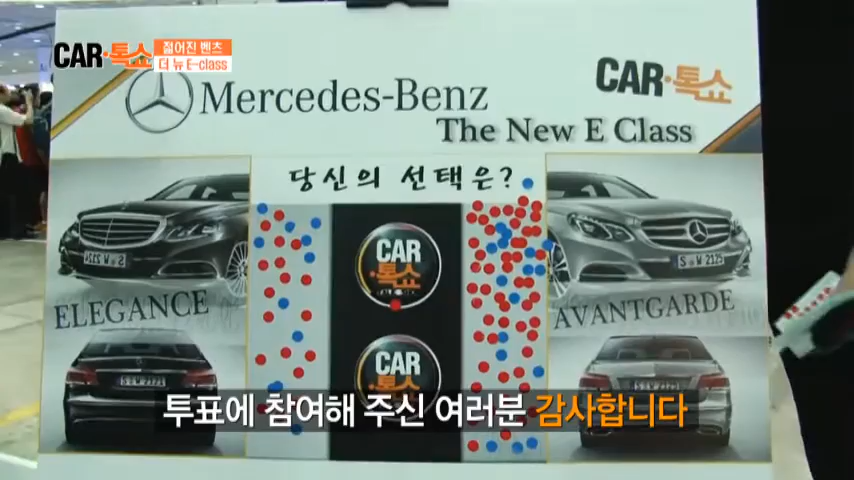 CAR·톡쇼
젊어진 벤츠
더 뉴 E-class
Mercedes-Benz
CAR·톡쇼
The New E Class
당신의 선택은?
CAR
·톡쇼
S W 2125
ELEGANCE
AVANTGARDE
CAR
·톡쇼
투표에 참여해 주신 여러분 감사합니다